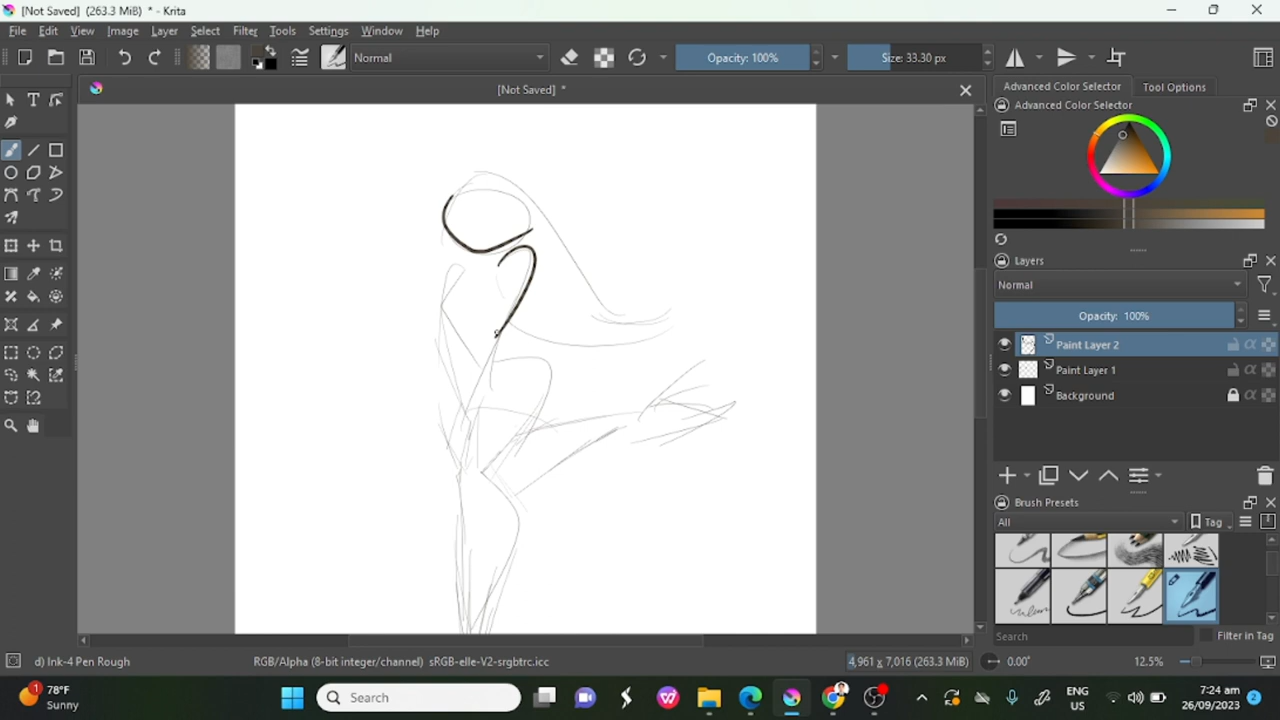 [Not Saved] (263.3 MiB) * - Krita
File Edit View Image Layer Select Filter Tools Settings Window Help
Normal
Opacity: 100%
Size: 33.30 px
[Not Saved] *
Advanced Color Selector
Tool Options
Advanced Color Selector
Layers
Normal
Opacity: 100%
Paint Layer 2
Paint Layer 1
Background
Brush Presets
All
Tag
Search
Filter in Tag
d) Ink-4 Pen Rough
RGB/Alpha (8-bit integer/channel) sRGB-elle-V2-srgbtrc.icc
4,961 x 7,016 (263.3 MiB)
0.00°
12.5%
1
78°F
Sunny
Search
ENG
US
7:24 am
26/09/2023
2